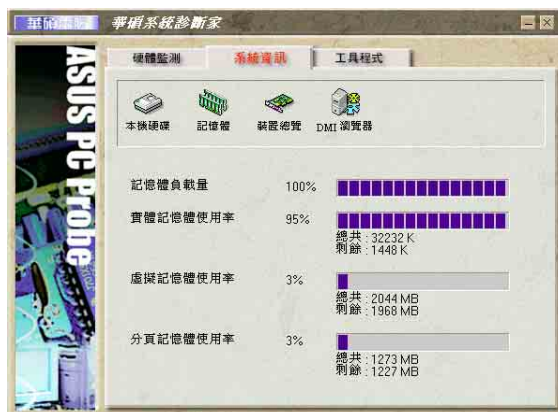 華碩系統診斷家
硬體監測 系統資訊 工具程式
本機硬碟 記憶體 裝置總覽 DMI 瀏覽器
ASUS PC Probe
記憶體負載量 100%
實體記憶體使用率 95%
總共 : 32232 K
剩餘 : 1448 K
虛擬記憶體使用率 3%
總共 : 2044 MB
剩餘 : 1968 MB
分頁記憶體使用率 3%
總共 : 1273 MB
剩餘 : 1227 MB